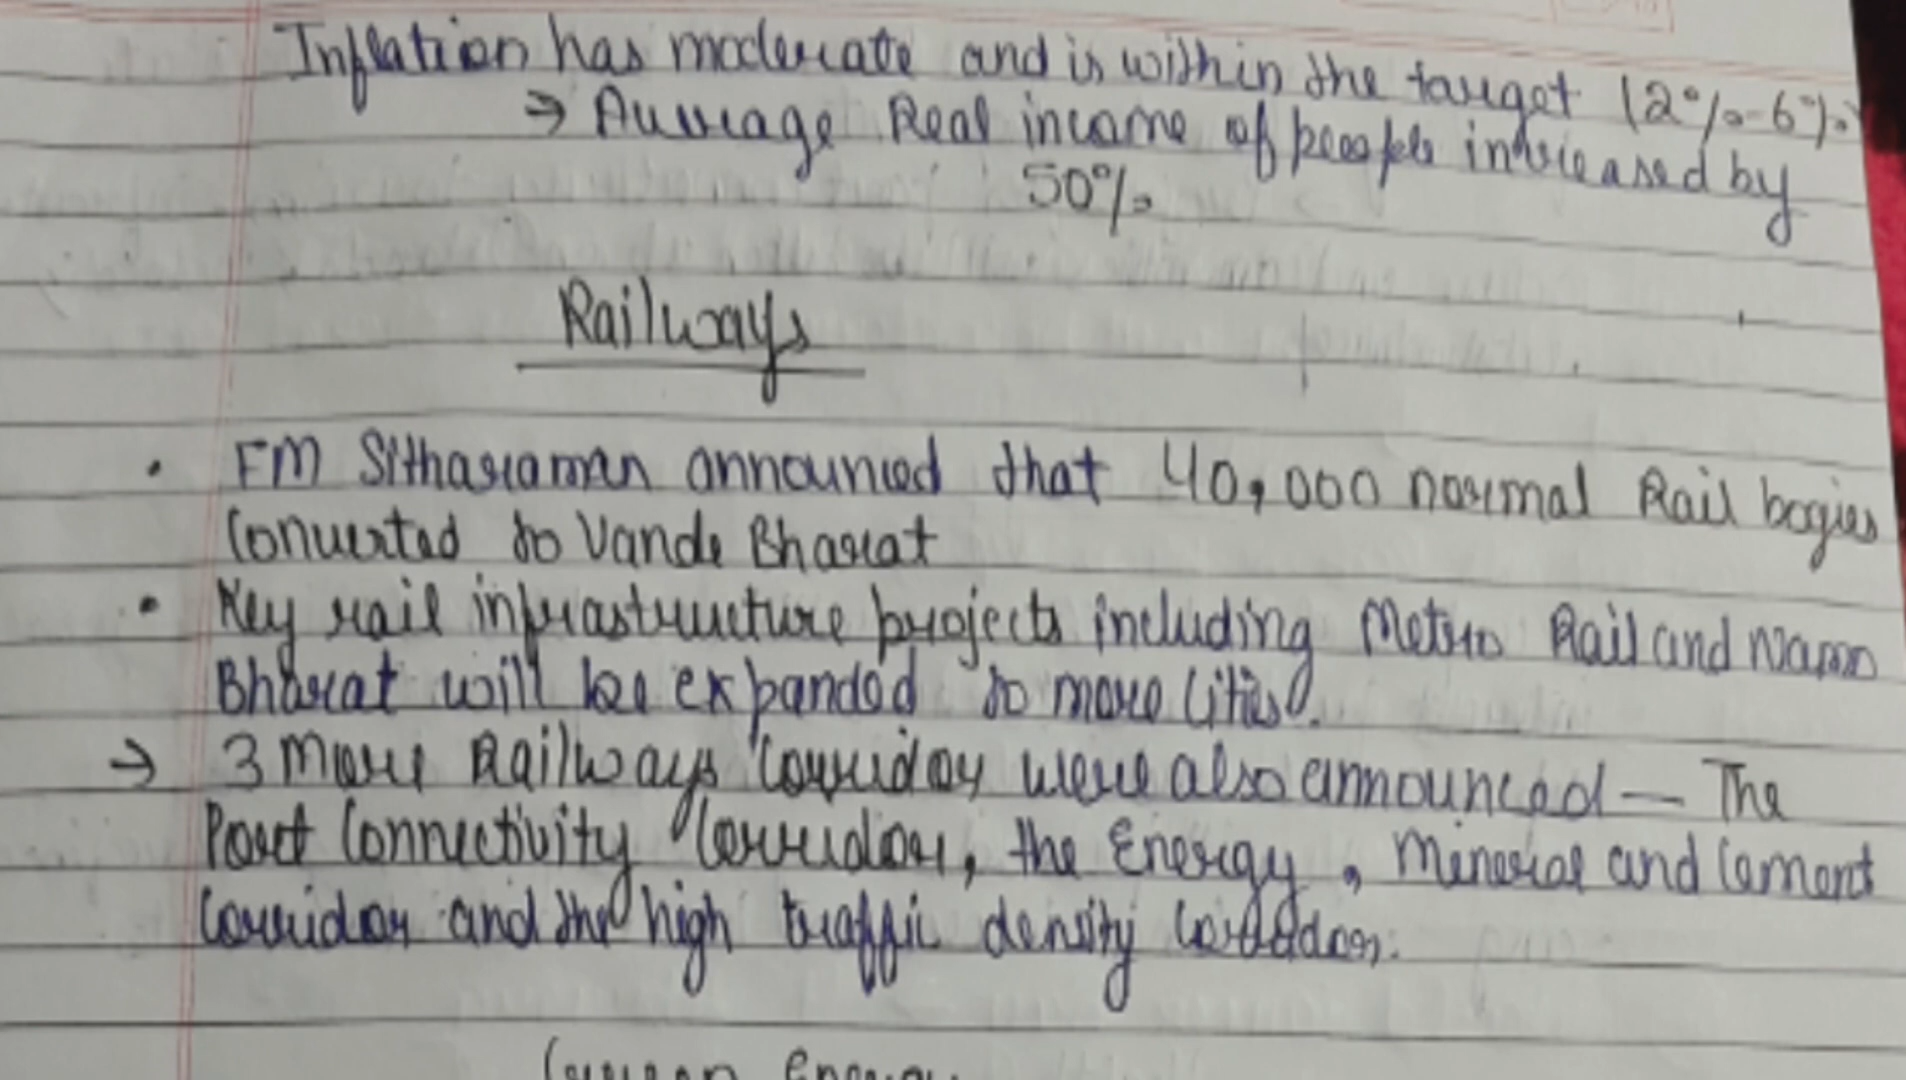 Inflation has moderate and is within the target (2%-6%)
→ Average Real income of people increased by
50%
Railways
• FM Sitharaman announced that 40,000 normal Rail bogies
Converted to Vande Bharat
• Key rail infrastructure projects including Metro Rail and Namo
Bharat will be expanded to more Cities.
→ 3 More Railways Corridor were also announced — The
Port Connectivity Corridor, the Energy, Mineral and Cement
Corridor and the high traffic density Corridor.
Green Energy